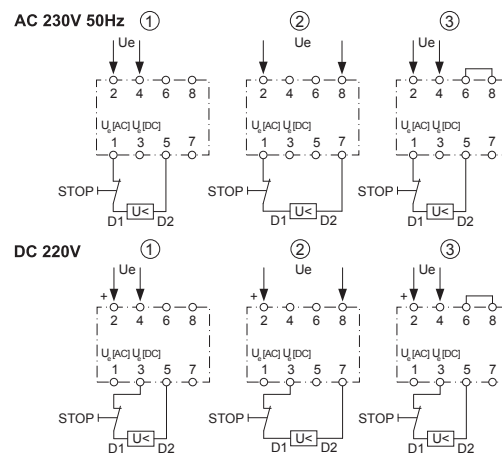 AC 230V 50Hz ① ② ③
Ue Ue Ue
2 4 6 8 2 4 6 8 2 4 6 8
Ue [AC] Ue [DC] Ue [AC] Ue [DC] Ue [AC] Ue [DC]
1 3 5 7 1 3 5 7 1 3 5 7
STOP STOP STOP
U< U< U<
D1 D2 D1 D2 D1 D2
DC 220V ① ② ③
Ue Ue Ue
+ + +
2 4 6 8 2 4 6 8 2 4 6 8
Ue [AC] Ue [DC] Ue [AC] Ue [DC] Ue [AC] Ue [DC]
1 3 5 7 1 3 5 7 1 3 5 7
STOP STOP STOP
U< U< U<
D1 D2 D1 D2 D1 D2